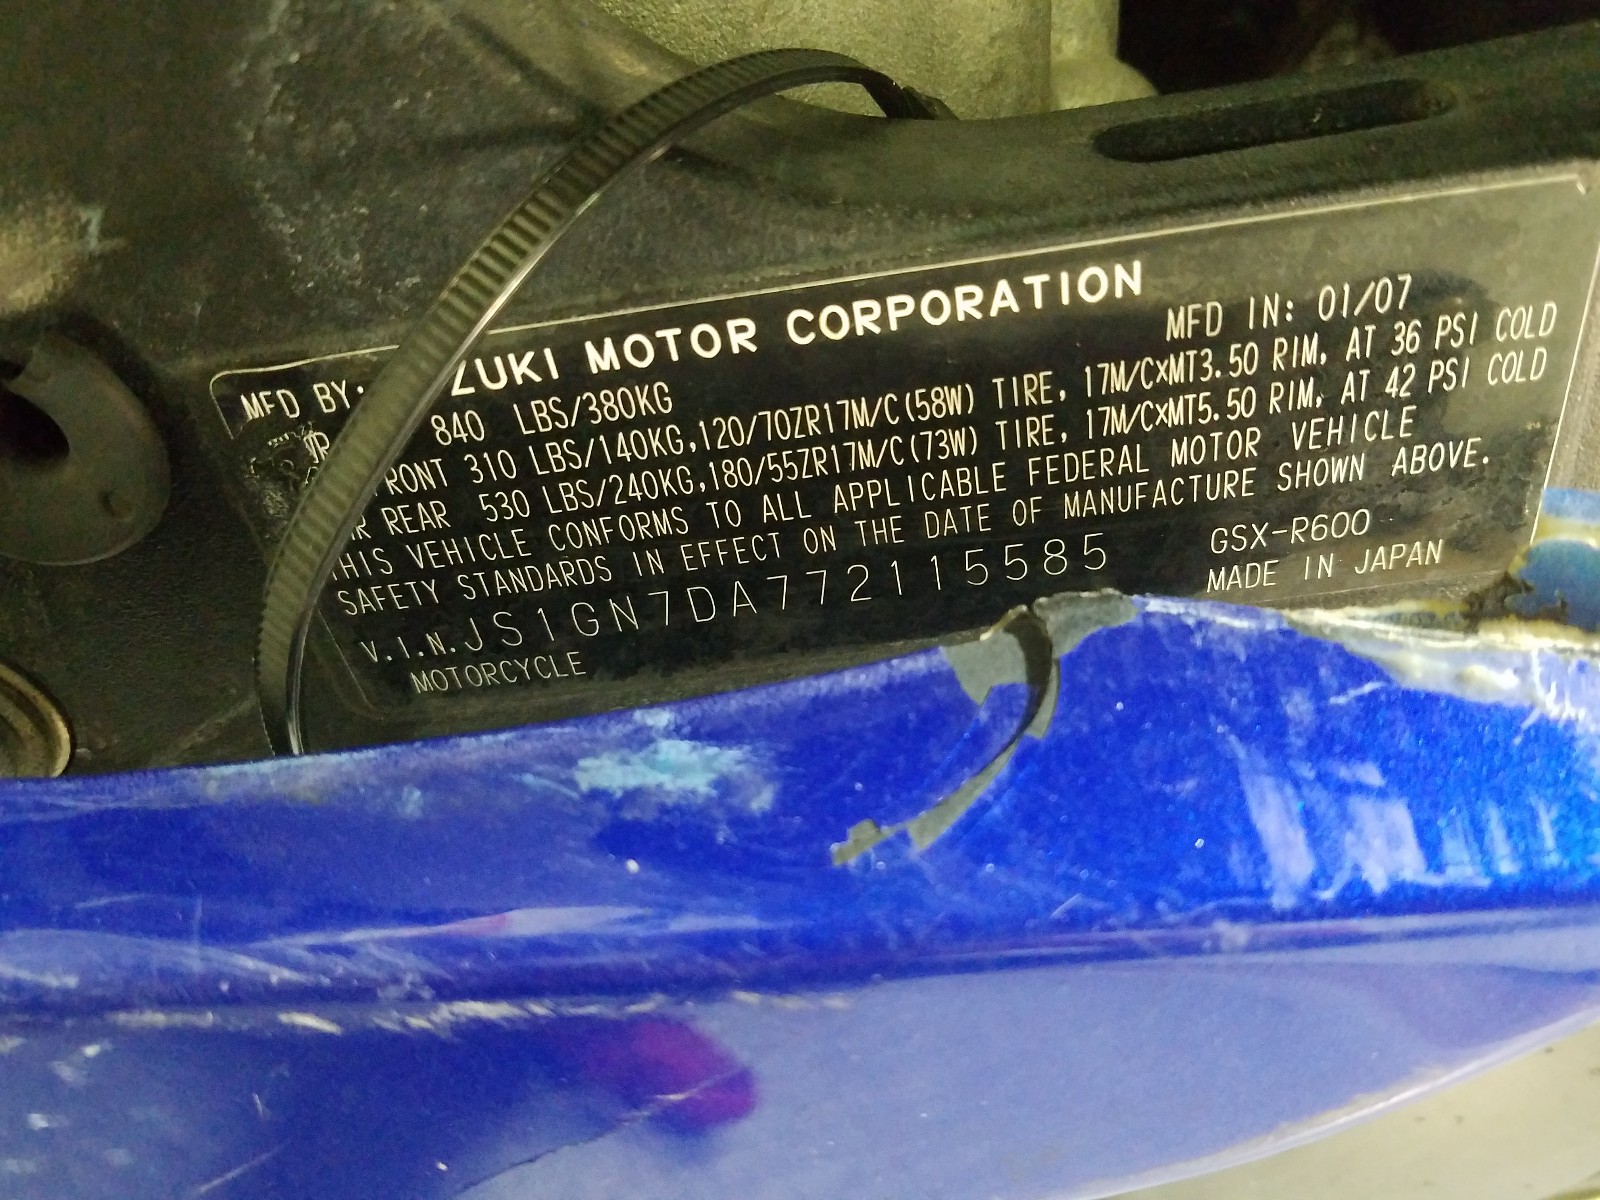 MFD BY: ZUKI MOTOR CORPORATION
MFD IN: 01/07
840 LBS/380KG
RONT 310 LBS/140KG,120/70ZR17M/C(58W) TIRE, 17M/CXMT3.50 RIM, AT 36 PSI COLD
R REAR 530 LBS/240KG,180/55ZR17M/C(73W) TIRE, 17M/CXMT5.50 RIM, AT 42 PSI COLD
HIS VEHICLE CONFORMS TO ALL APPLICABLE FEDERAL MOTOR VEHICLE
SAFETY STANDARDS IN EFFECT ON THE DATE OF MANUFACTURE SHOWN ABOVE.
V.I.N. JS1GN7DA772115585 GSX-R600
MOTORCYCLE MADE IN JAPAN